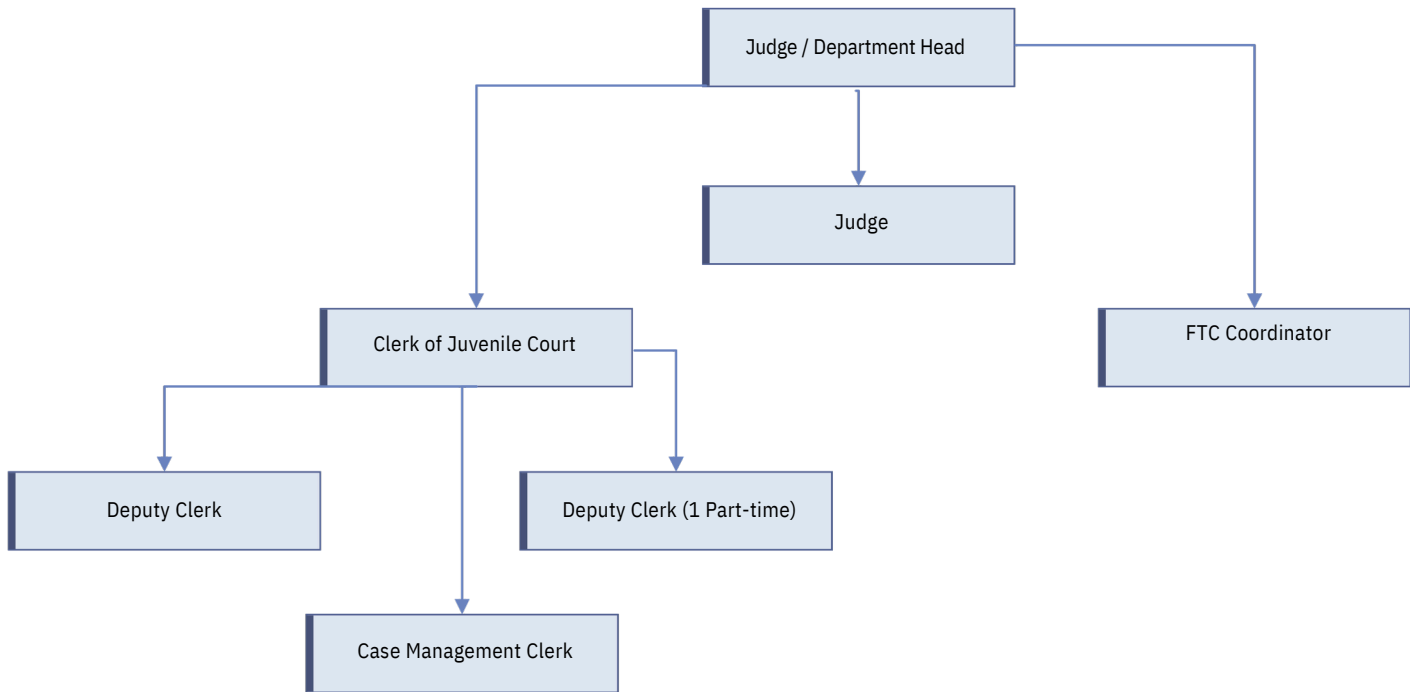 Judge / Department Head
Judge
Clerk of Juvenile Court
FTC Coordinator
Deputy Clerk
Deputy Clerk (1 Part-time)
Case Management Clerk